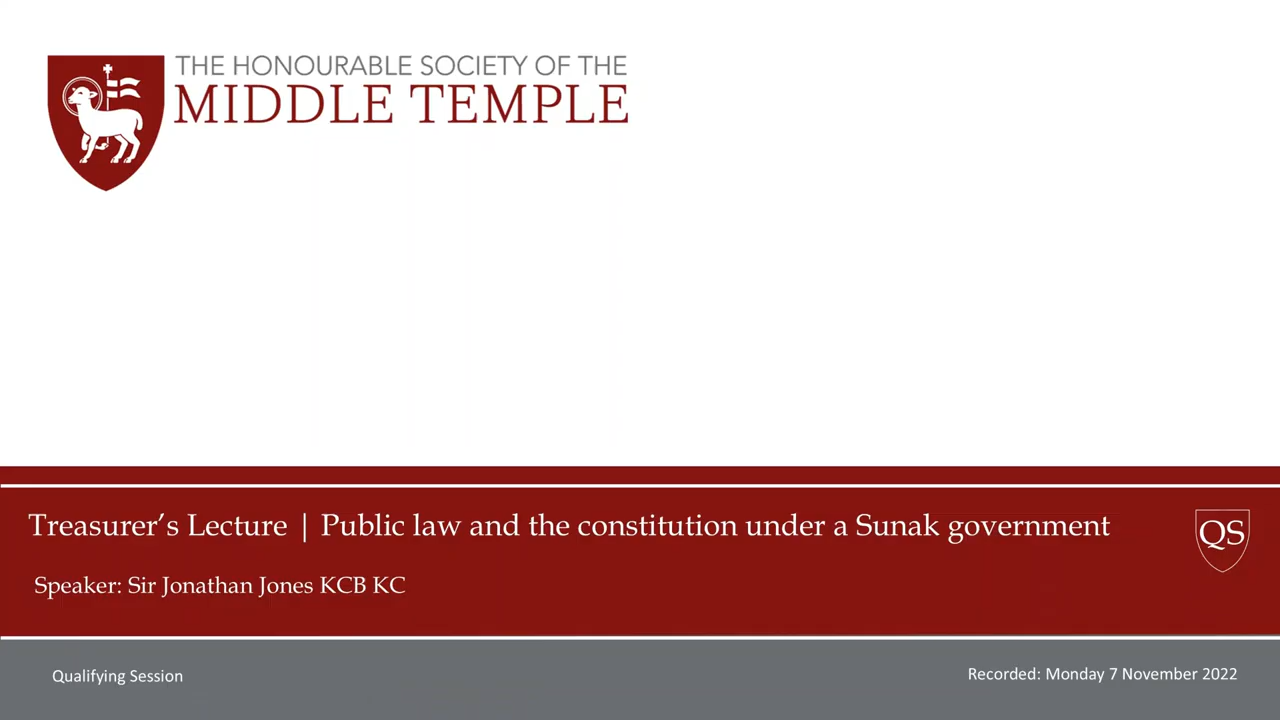 THE HONOURABLE SOCIETY OF THE
MIDDLE TEMPLE
Treasurer’s Lecture | Public law and the constitution under a Sunak government
QS
Speaker: Sir Jonathan Jones KCB KC
Qualifying Session
Recorded: Monday 7 November 2022